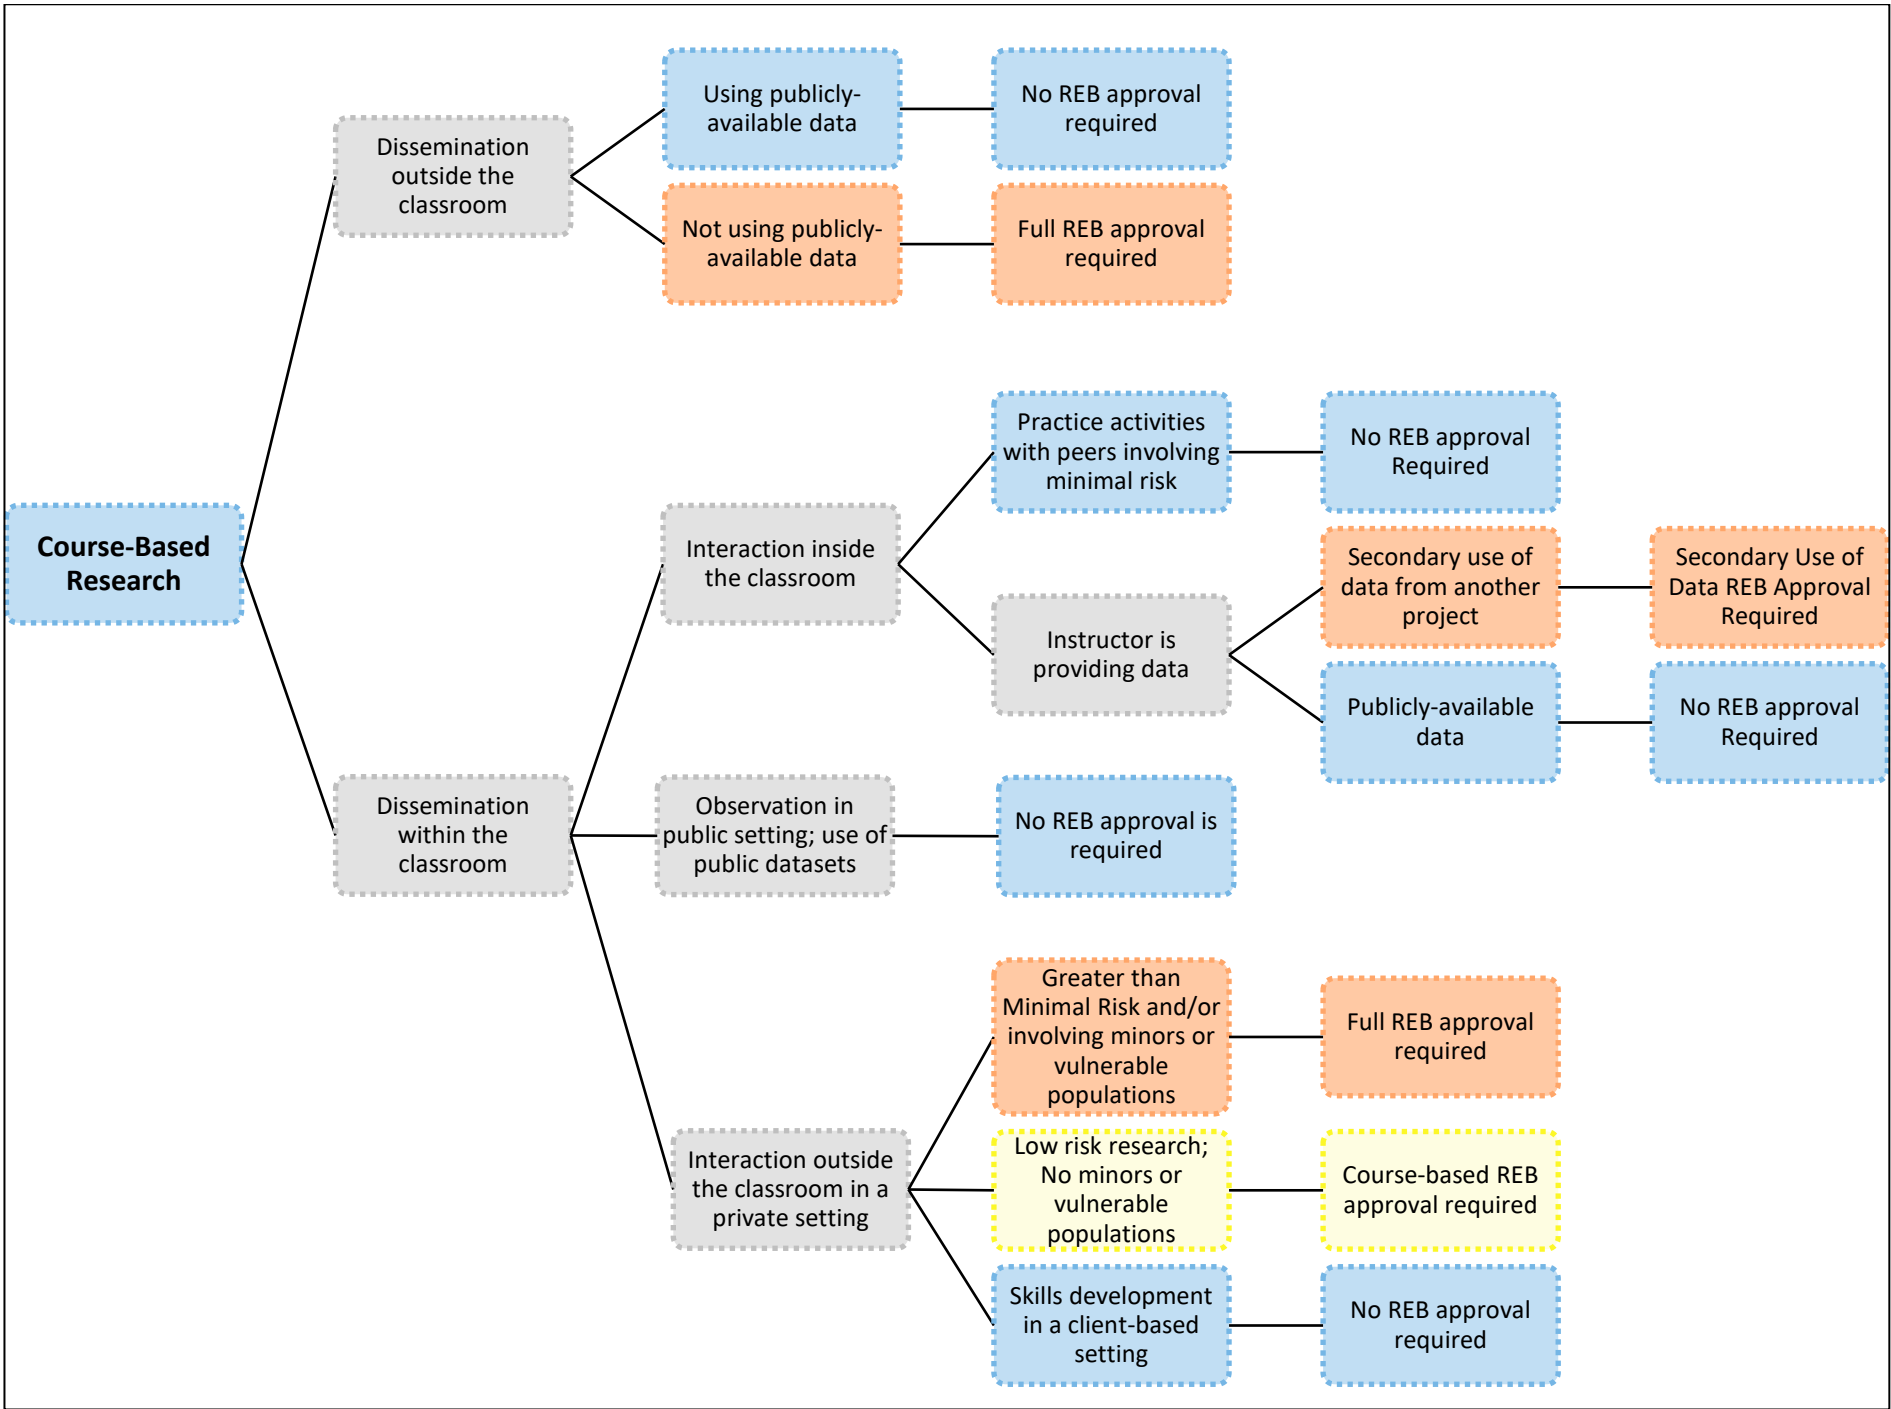 Course-Based
Research
Dissemination
outside the
classroom
Using publicly-
available data
No REB approval
required
Not using publicly-
available data
Full REB approval
required
Dissemination
within the
classroom
Interaction inside
the classroom
Practice activities
with peers involving
minimal risk
No REB approval
Required
Instructor is
providing data
Secondary use of
data from another
project
Secondary Use of
Data REB Approval
Required
Publicly-available
data
No REB approval
Required
Observation in
public setting; use of
public datasets
No REB approval is
required
Interaction outside
the classroom in a
private setting
Greater than
Minimal Risk and/or
involving minors or
vulnerable
populations
Full REB approval
required
Low risk research;
No minors or
vulnerable
populations
Course-based REB
approval required
Skills development
in a client-based
setting
No REB approval
required